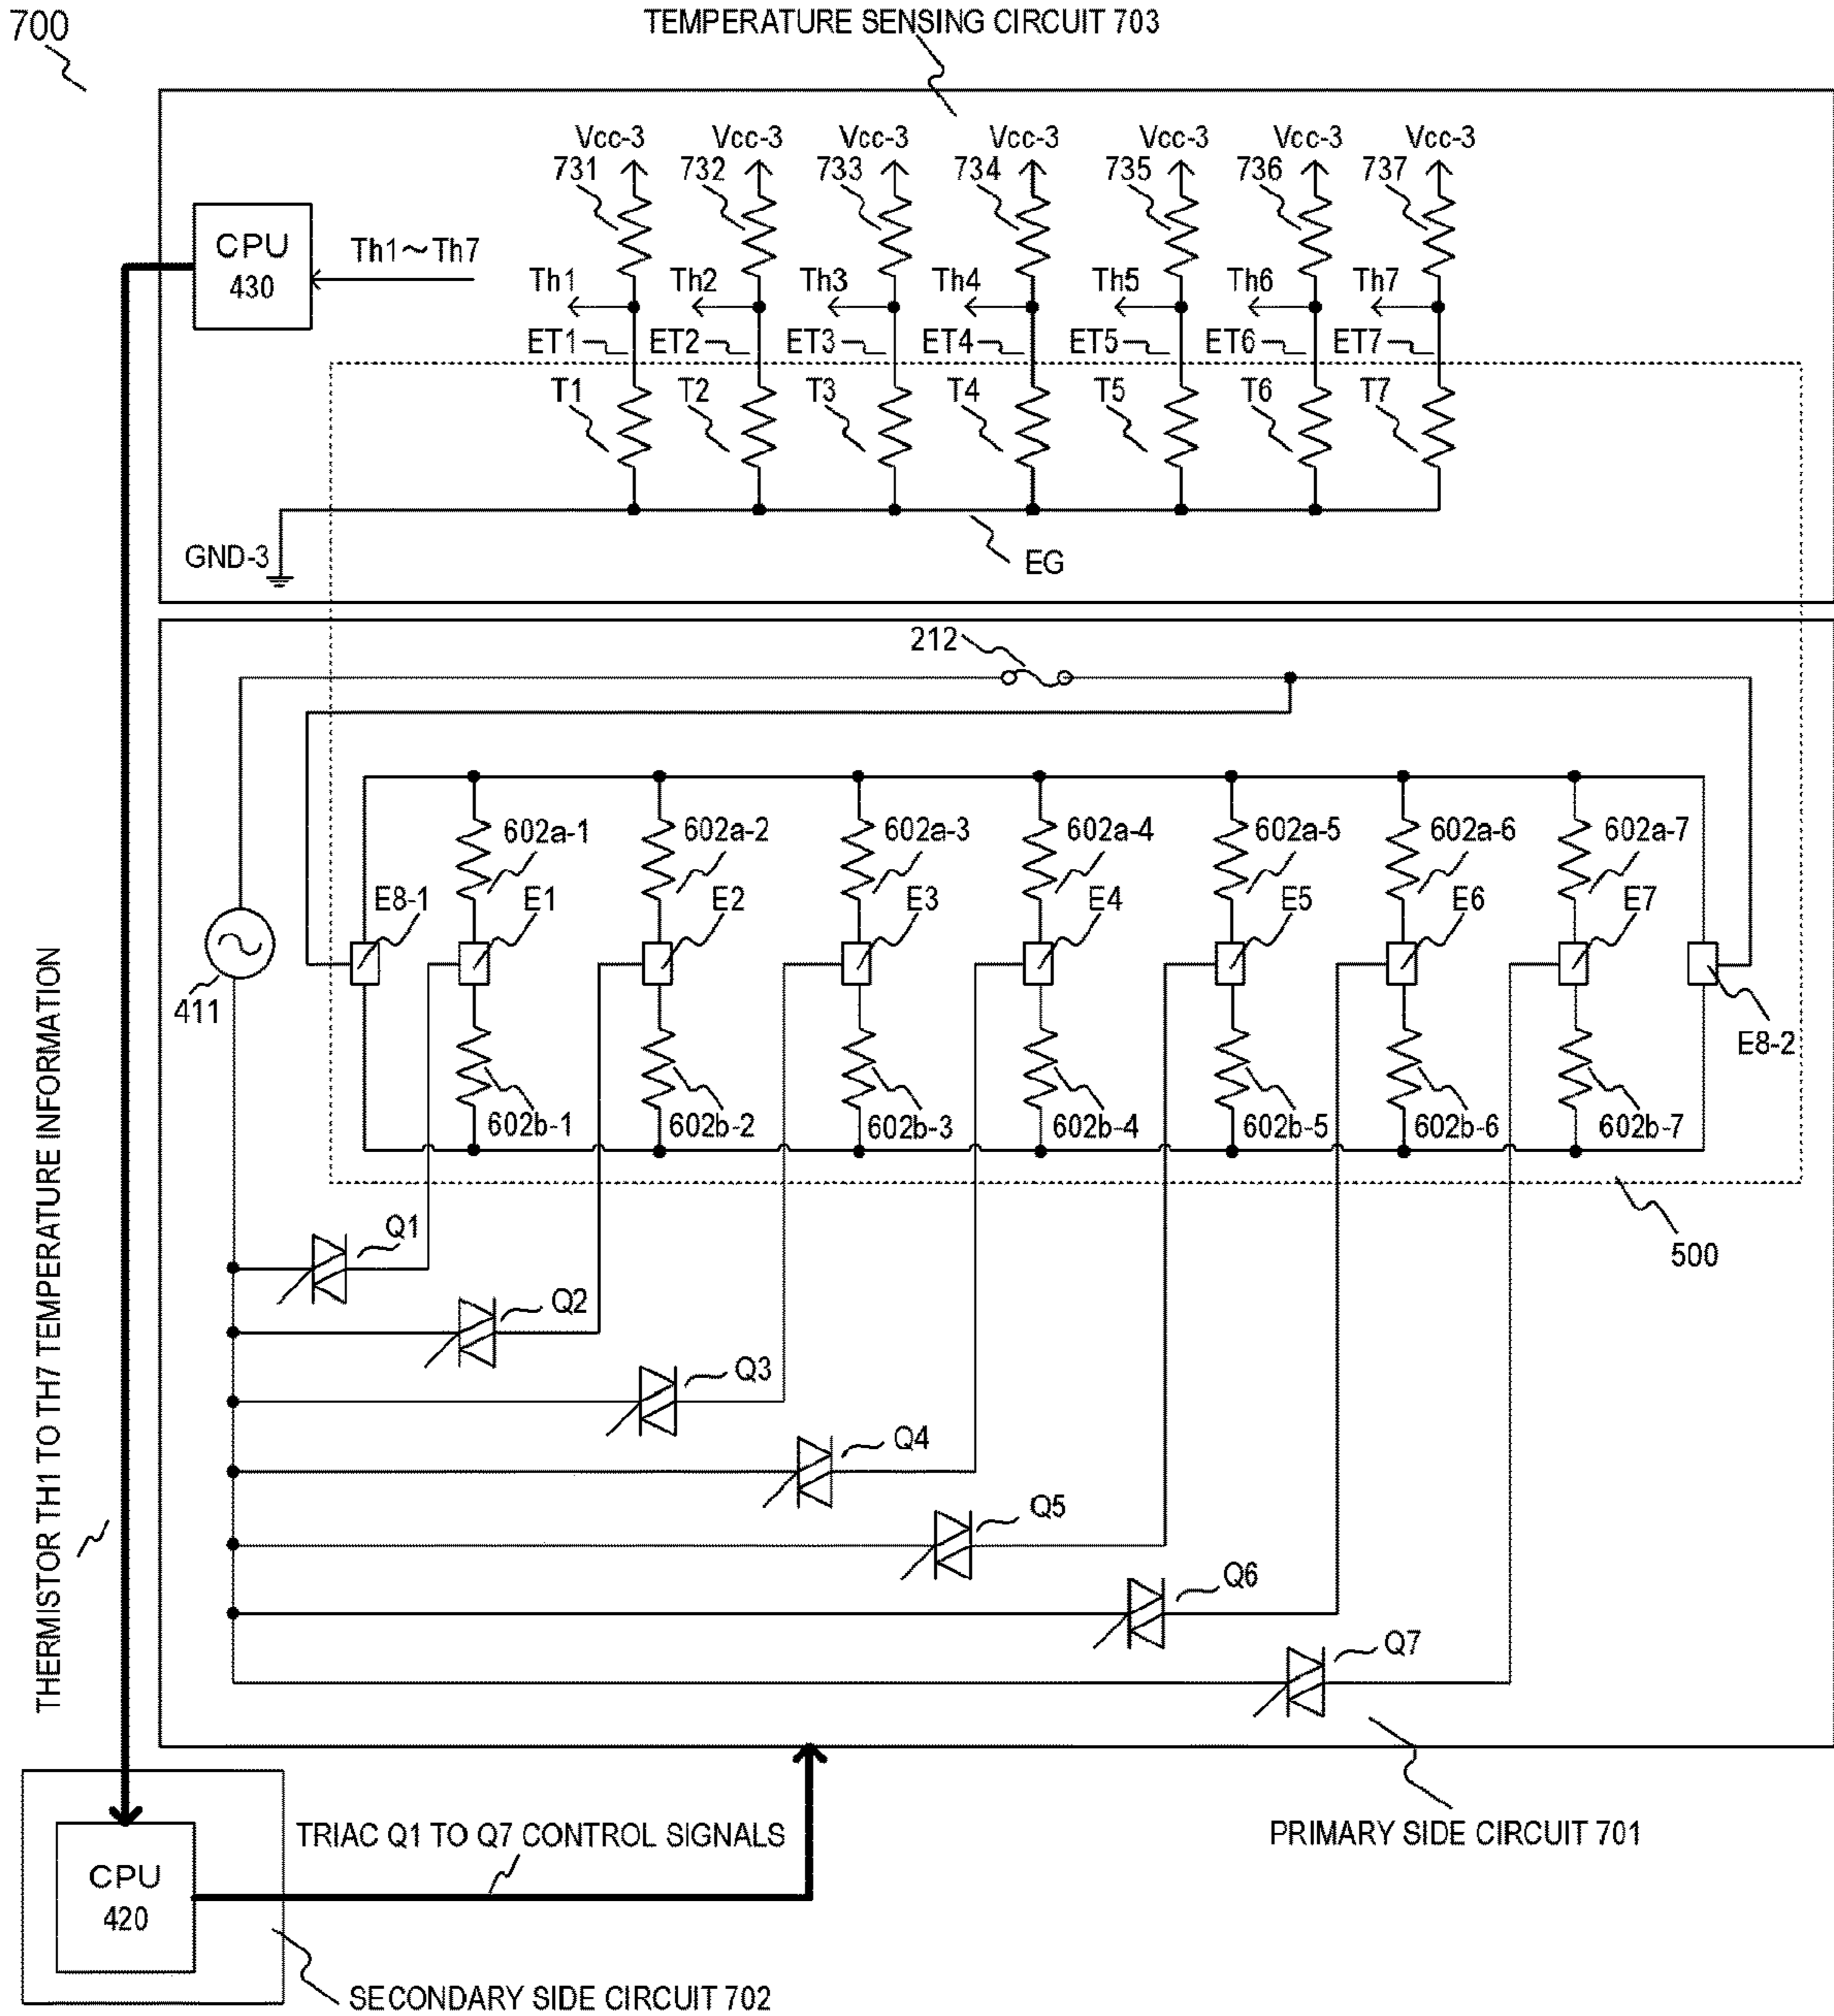 700
TEMPERATURE SENSING CIRCUIT 703
Vcc-3 Vcc-3 Vcc-3 Vcc-3 Vcc-3 Vcc-3 Vcc-3
731 732 733 734 735 736 737
CPU
430
Th1～Th7
Th1 Th2 Th3 Th4 Th5 Th6 Th7
ET1 ET2 ET3 ET4 ET5 ET6 ET7
T1 T2 T3 T4 T5 T6 T7
GND-3
EG
212
602a-1 602a-2 602a-3 602a-4 602a-5 602a-6 602a-7
E8-1 E1 E2 E3 E4 E5 E6 E7
411
E8-2
602b-1 602b-2 602b-3 602b-4 602b-5 602b-6 602b-7
500
Q1
Q2
Q3
Q4
Q5
Q6
Q7
THERMISTOR TH1 TO TH7 TEMPERATURE INFORMATION
PRIMARY SIDE CIRCUIT 701
TRIAC Q1 TO Q7 CONTROL SIGNALS
CPU
420
SECONDARY SIDE CIRCUIT 702